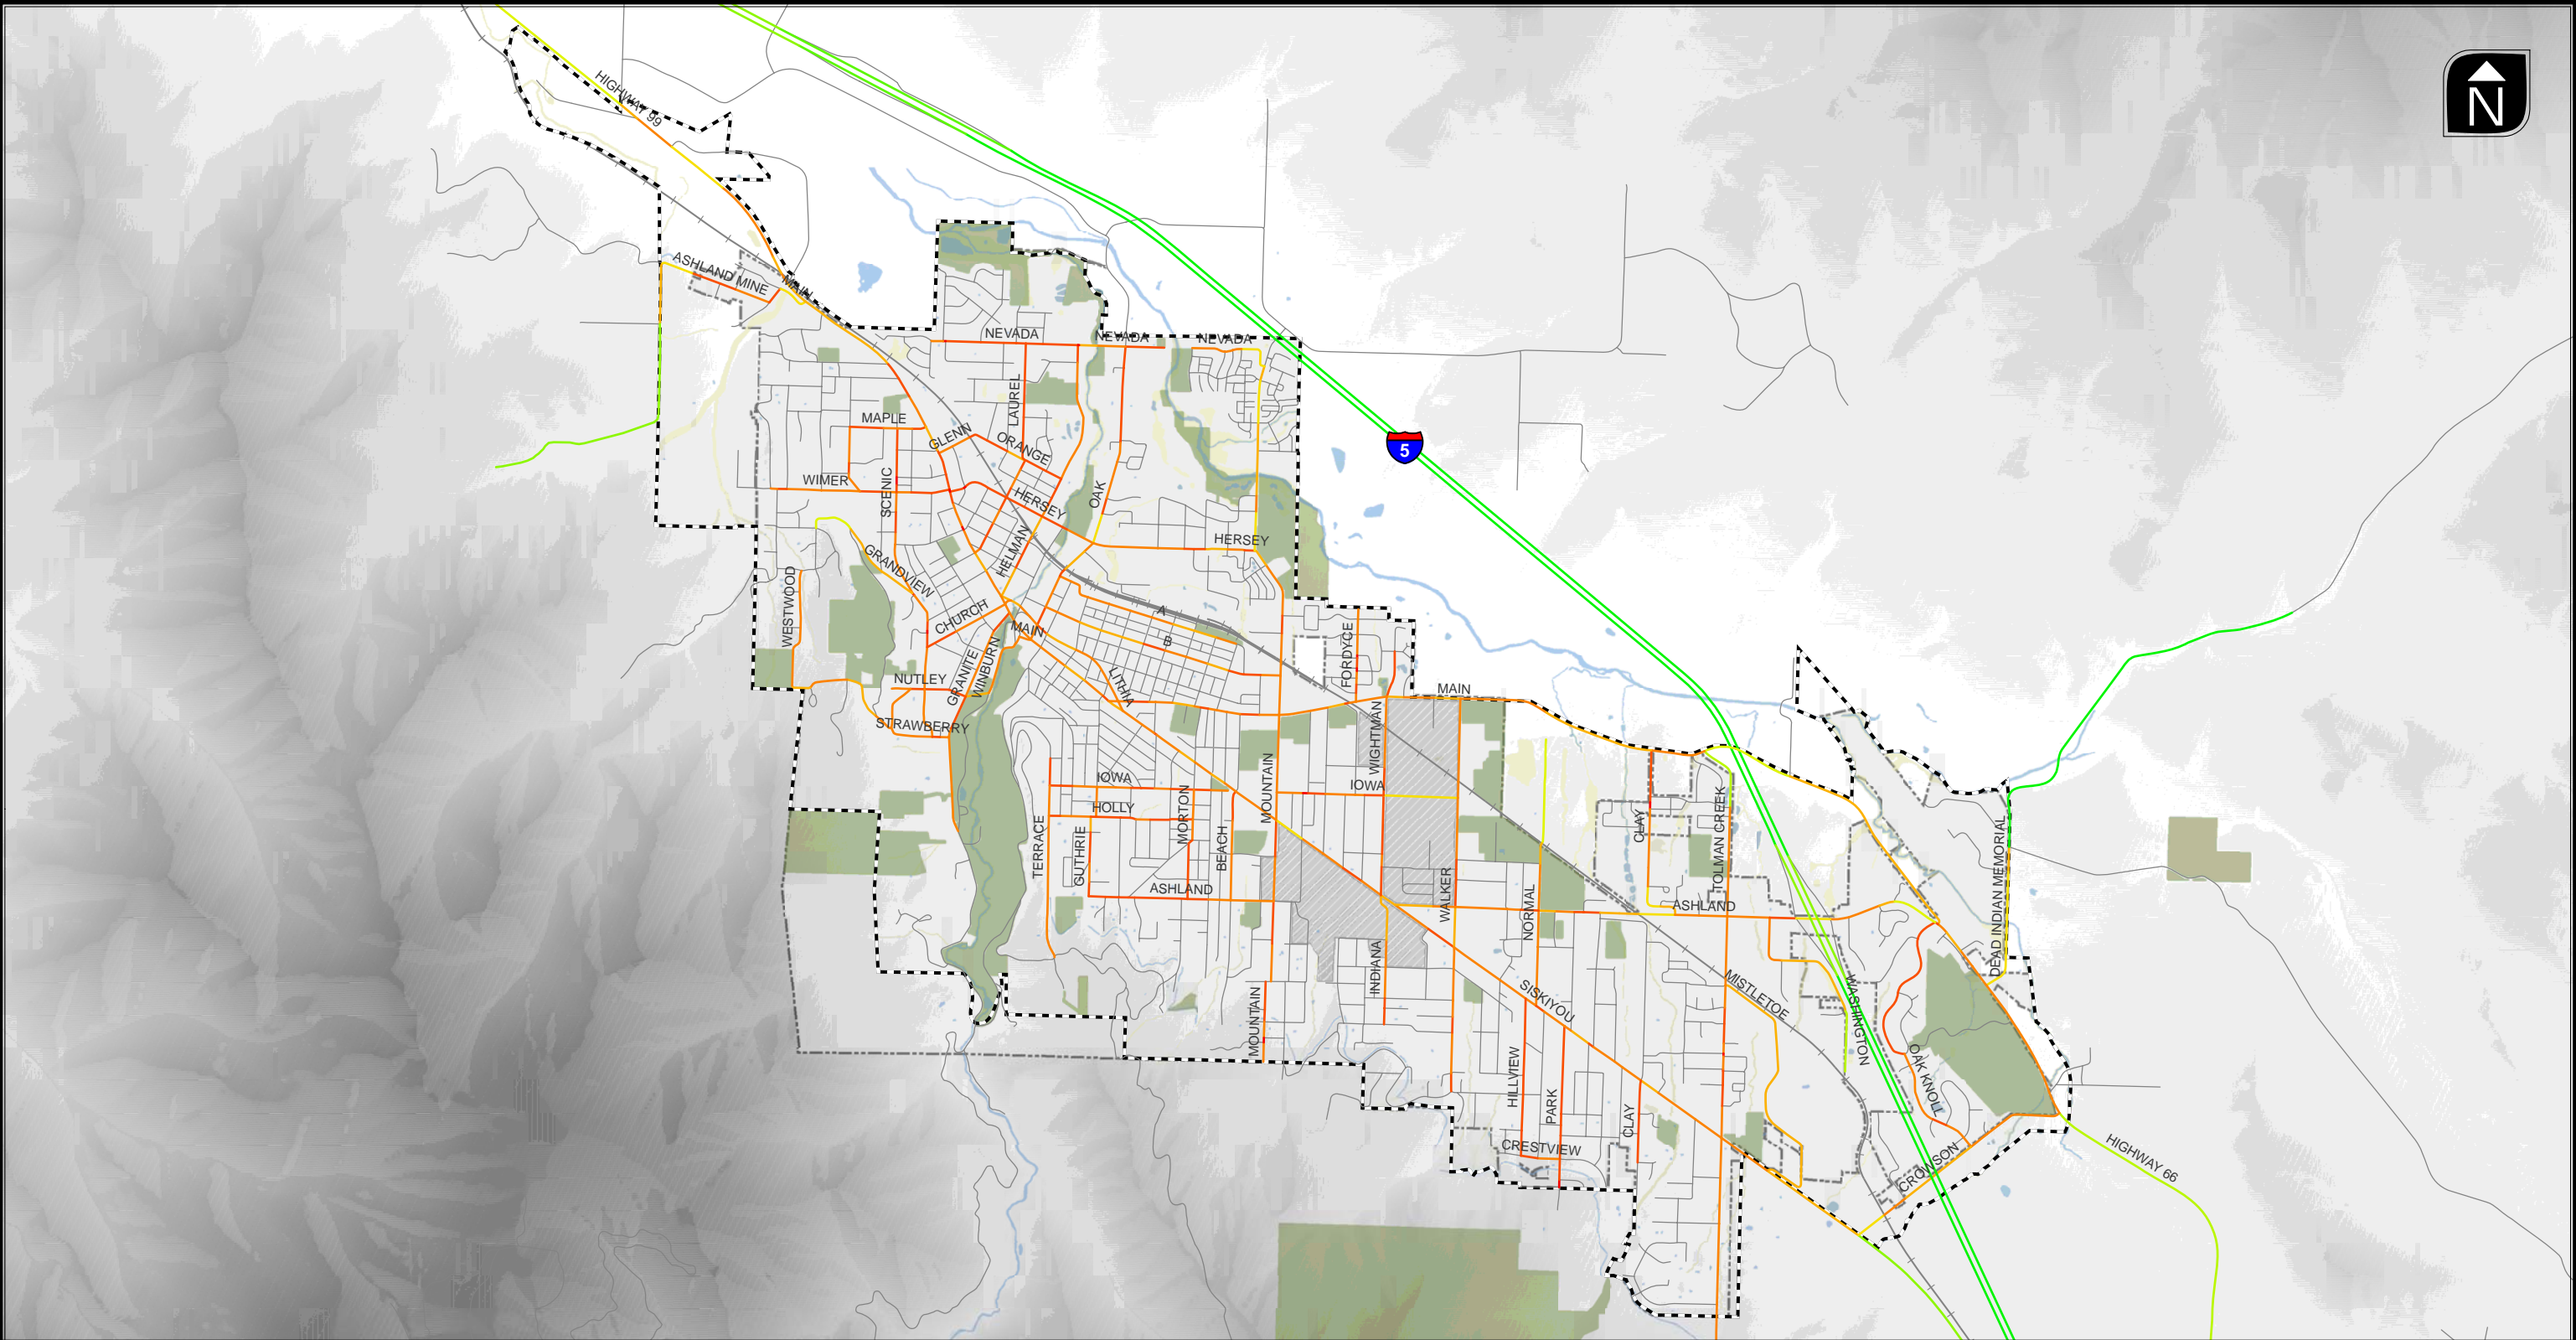 HIGHWAY 99
N
ASHLAND MINE
MAIN
NEVADA
NEVADA
NEVADA
LAUREL
MAPLE
GLENN
ORANGE
5
WIMER
SCENIC
HERSEY
OAK
HERSEY
HELMAN
GRANDVIEW
WESTWOOD
CHURCH
MAIN
A
B
FORDYCE
GRANITE
WINBURN
NUTLEY
LITHIA
MAIN
STRAWBERRY
WIGHTMAN
MOUNTAIN
IOWA
IOWA
HOLLY
MORTON
TERRACE
GUTHRIE
BEACH
CLAY
TOLMAN CREEK
DEAD INDIAN MEMORIAL
ASHLAND
WALKER
NORMAL
ASHLAND
INDIANA
MOUNTAIN
SISKIYOU
MISTLETOE
WASHINGTON
HILLVIEW
PARK
CLAY
OAK KNOLL
CRESTVIEW
CROWSON
HIGHWAY 66